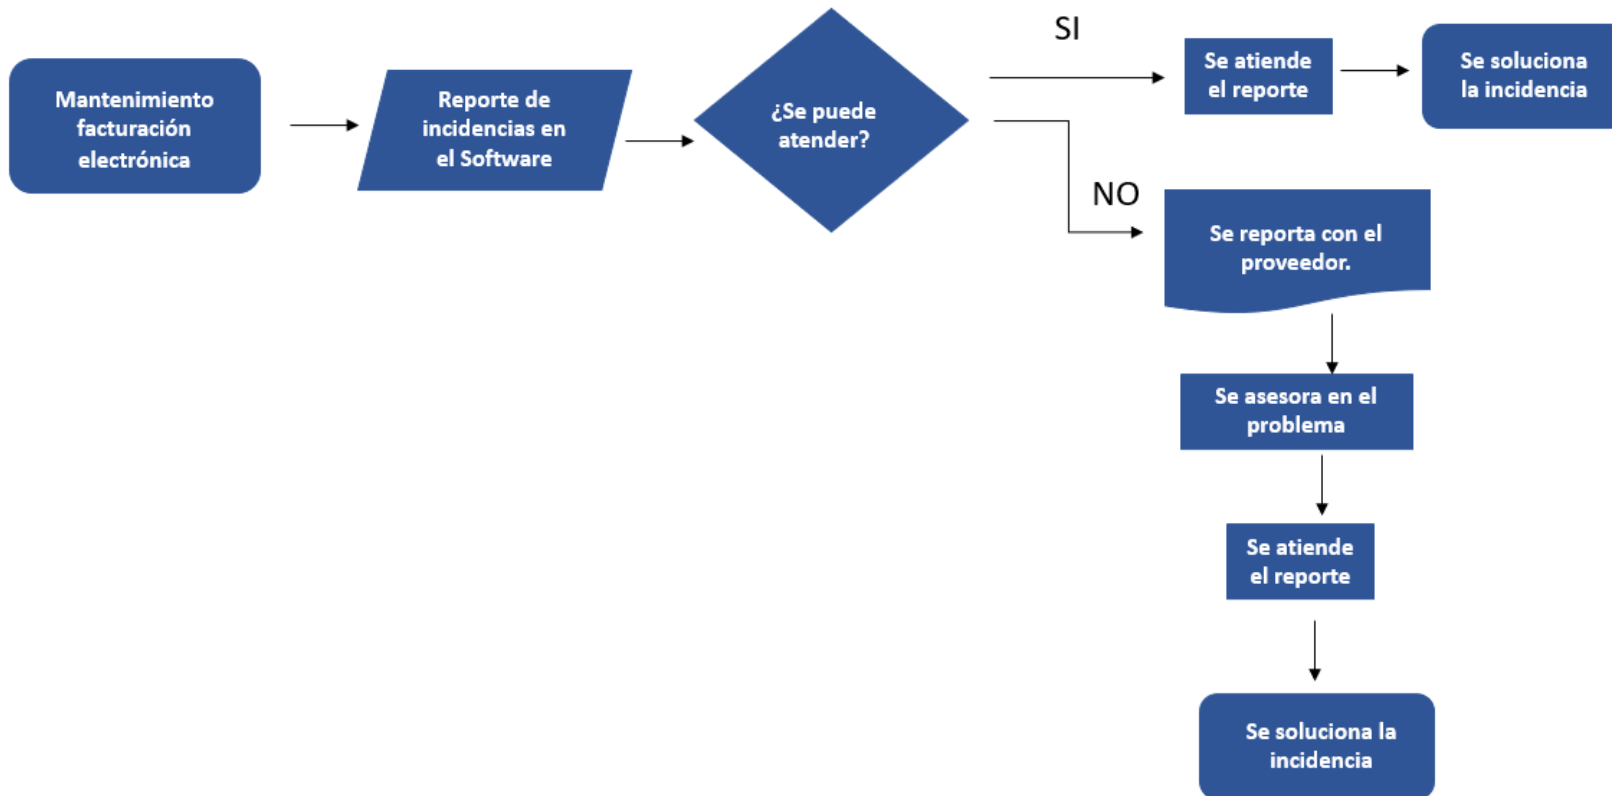 Mantenimiento
facturación
electrónica
Reporte de
incidencias en
el Software
¿Se puede
atender?
SI
Se atiende
el reporte
Se soluciona
la incidencia
NO
Se reporta con el
proveedor.
Se asesora en el
problema
Se atiende
el reporte
Se soluciona la
incidencia